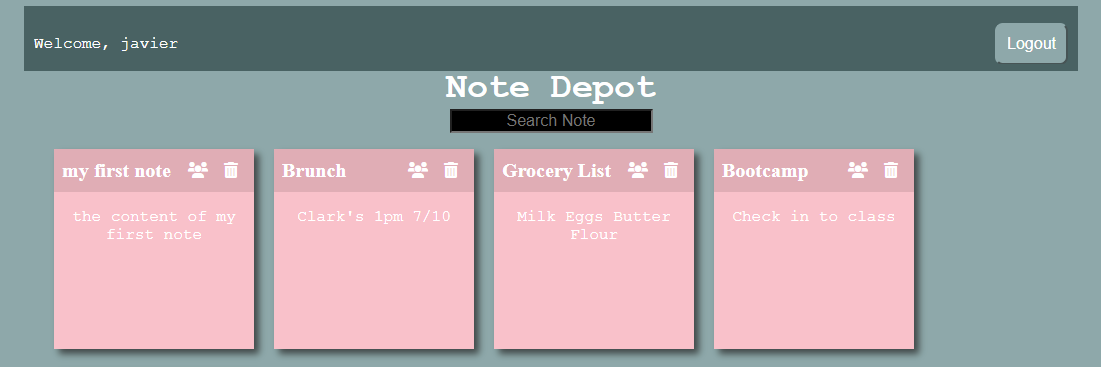 Welcome, javier
Logout
Note Depot
Search Note
my first note
the content of my
first note
Brunch
Clark's 1pm 7/10
Grocery List
Milk Eggs Butter
Flour
Bootcamp
Check in to class